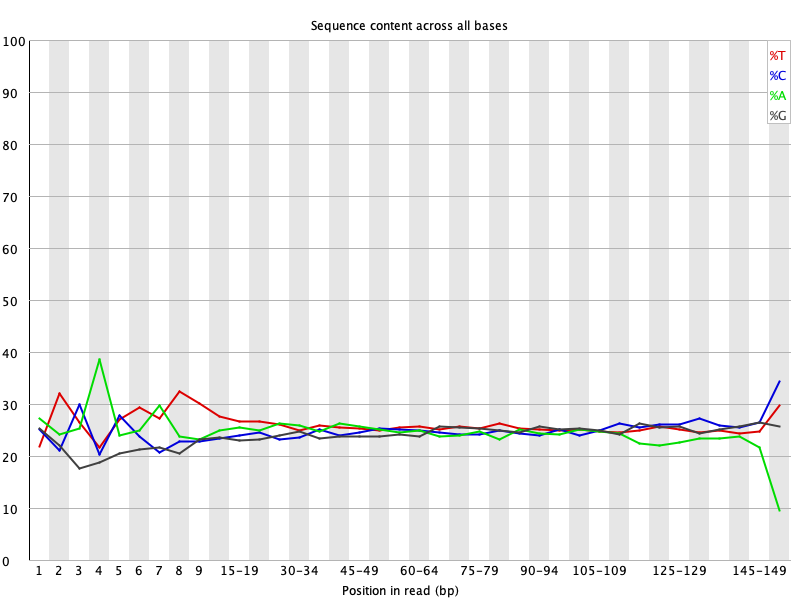 Sequence content across all bases
100
90
80
70
60
50
40
30
20
10
0
%T
%C
%A
%G
1 2 3 4 5 6 7 8 9 15-19 30-34 45-49 60-64 75-79 90-94 105-109 125-129 145-149
Position in read (bp)